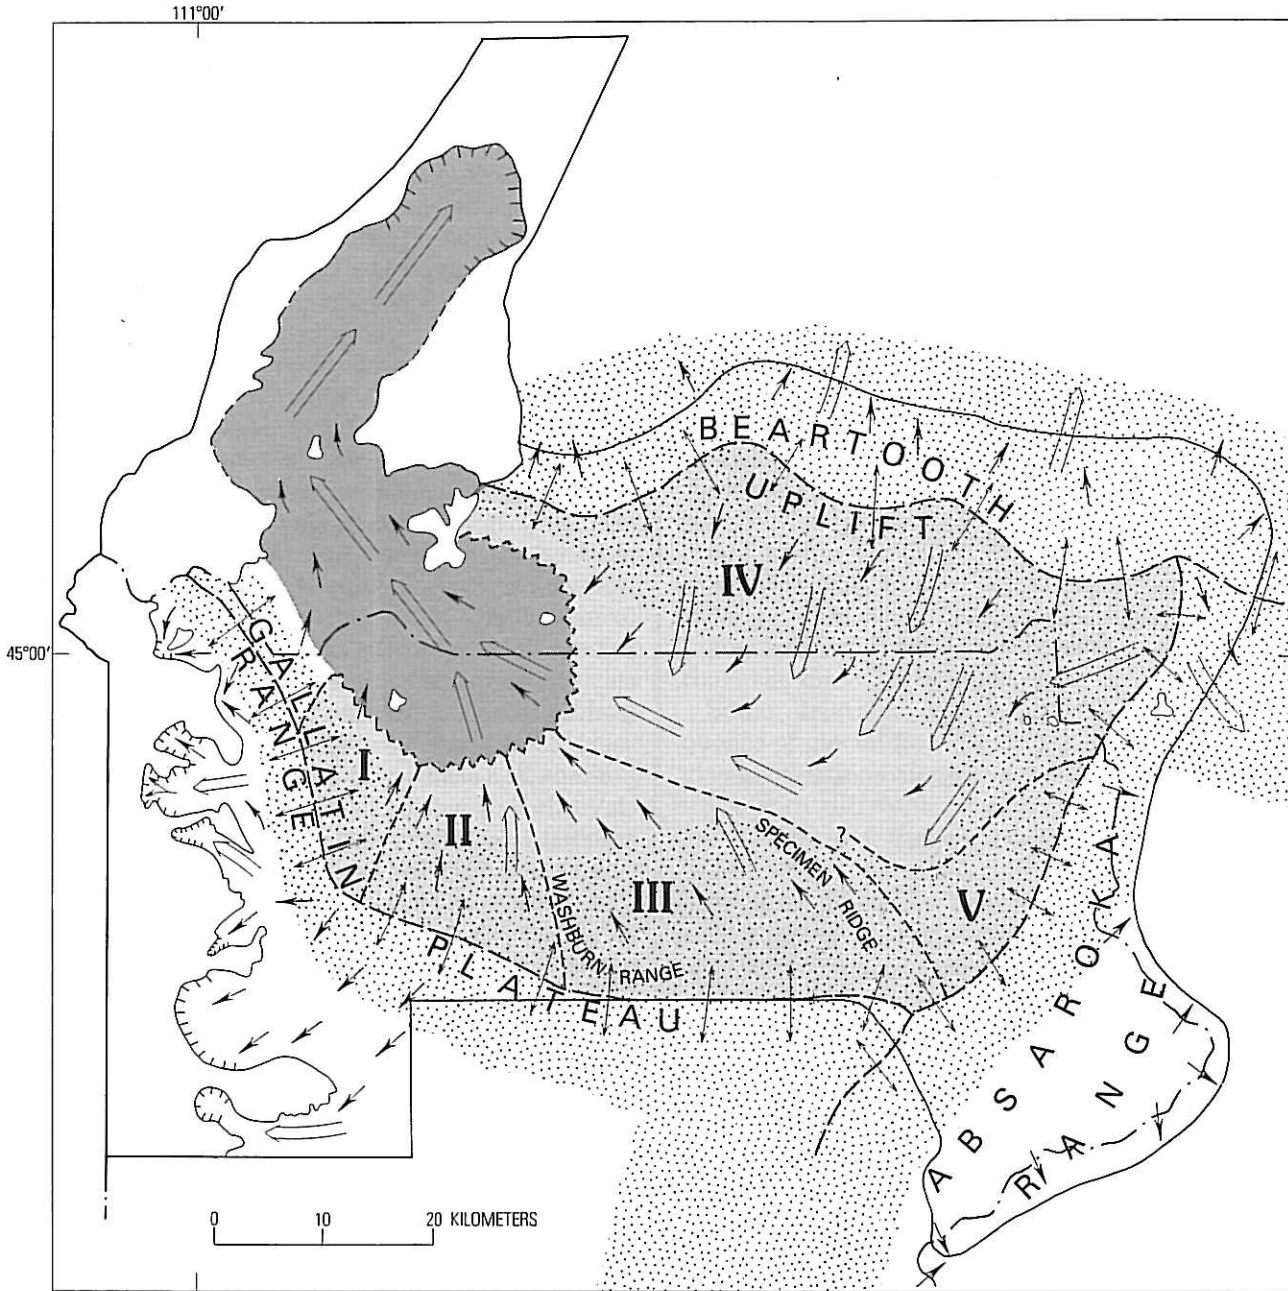 111°00'
BEARTOOTH
UPLIFT
IV
45°00'
GALLATIN
RANGE
I
II
III
V
?
SPECIMEN
RIDGE
WASHBURN
RANGE
PLATEAU
ABSAROKA
RANGE
0 10 20 KILOMETERS